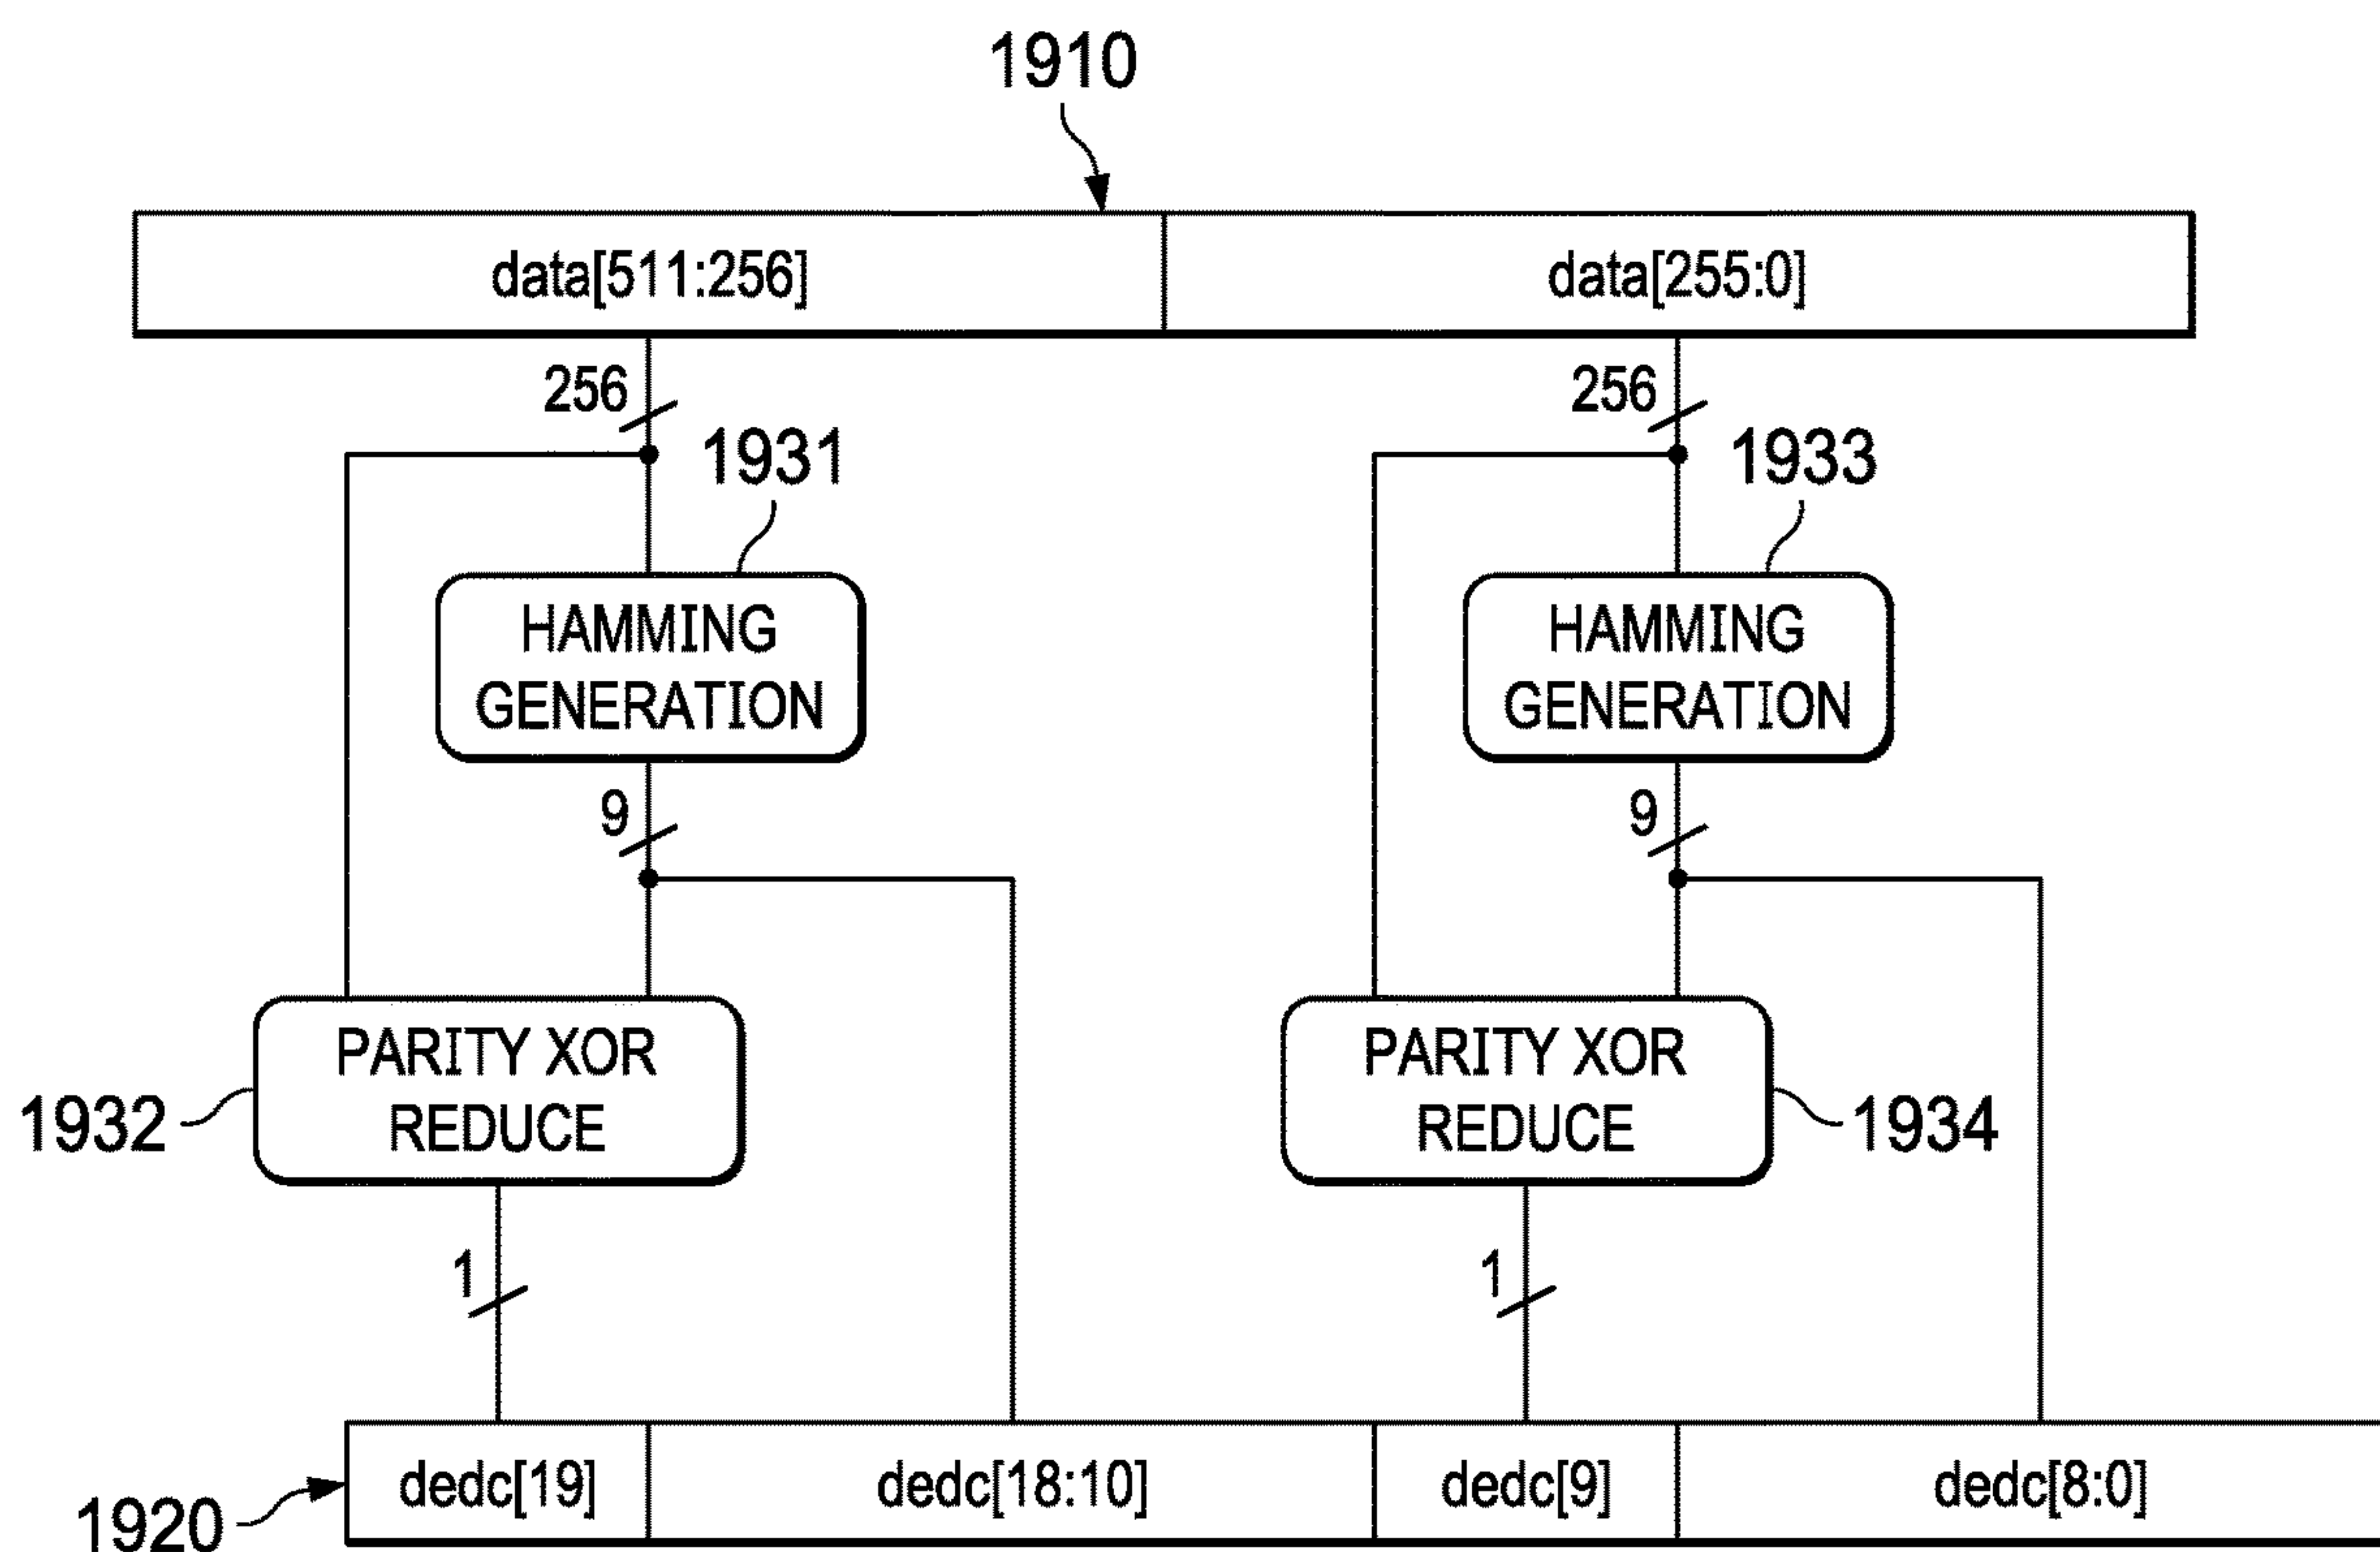 1910
data[511:256]
data[255:0]
256
256
1931
1933
HAMMING
GENERATION
HAMMING
GENERATION
9
9
PARITY XOR
REDUCE
PARITY XOR
REDUCE
1932
1934
1
1
dedc[19]
dedc[18:10]
dedc[9]
dedc[8:0]
1920